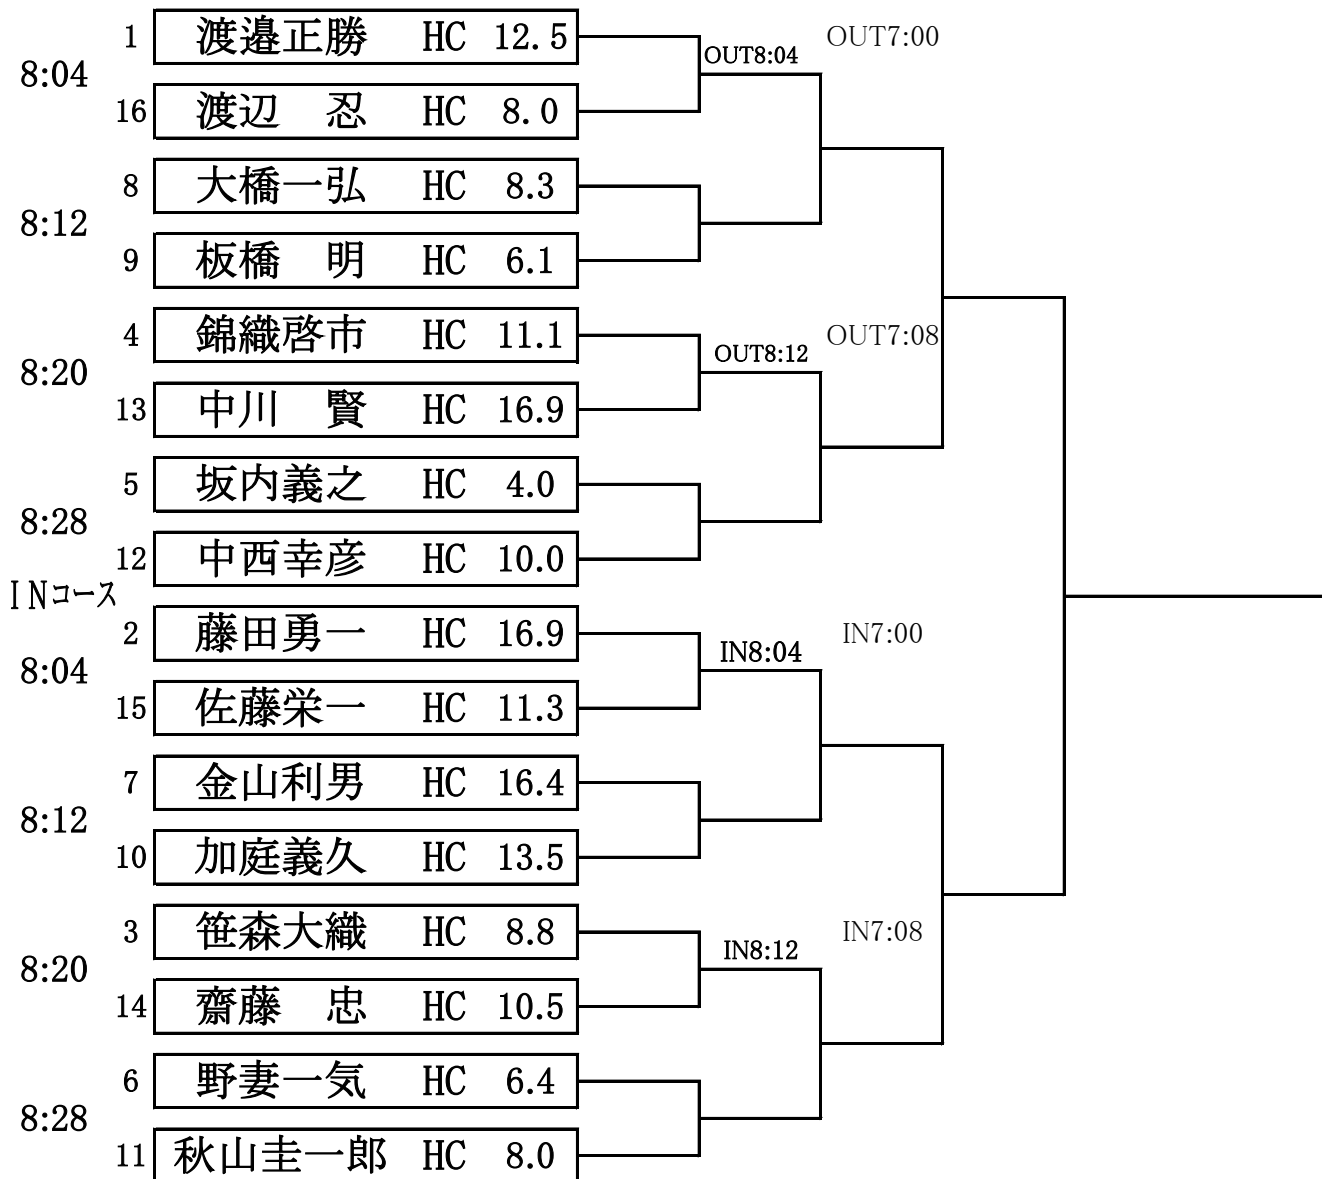 1 渡邉正勝 HC 12.5
OUT8:04
OUT7:00
8:04
16 渡辺 忍 HC 8.0
8 大橋一弘 HC 8.3
8:12
9 板橋 明 HC 6.1
4 錦織啓市 HC 11.1
OUT8:12
OUT7:08
8:20
13 中川 賢 HC 16.9
5 坂内義之 HC 4.0
8:28
12 中西幸彦 HC 10.0
INコース
2 藤田勇一 HC 16.9
IN8:04
IN7:00
8:04
15 佐藤栄一 HC 11.3
7 金山利男 HC 16.4
8:12
10 加庭義久 HC 13.5
3 笹森大織 HC 8.8
IN8:12
IN7:08
8:20
14 齋藤 忠 HC 10.5
6 野妻一気 HC 6.4
8:28
11 秋山圭一郎 HC 8.0